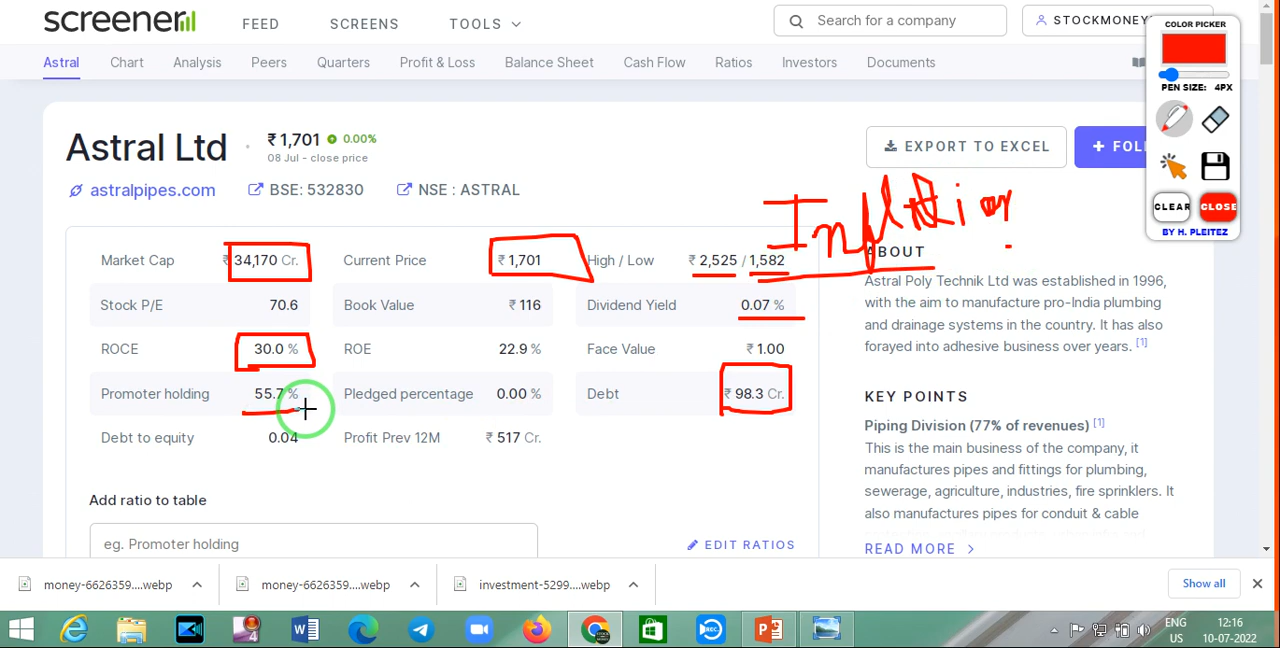 screener
FEED SCREENS TOOLS
Search for a company
STOCKMONEY
COLOR PICKER
PEN SIZE: 4PX
CLEAR CLOSE
BY H. PLEITEZ
Astral Chart Analysis Peers Quarters Profit & Loss Balance Sheet Cash Flow Ratios Investors Documents
Astral Ltd
₹ 1,701 0.00%
08 Jul - close price
EXPORT TO EXCEL
+ FOLL
astralpipes.com BSE: 532830 NSE : ASTRAL
Inflation
Market Cap ₹ 34,170 Cr.
Current Price ₹ 1,701
High / Low ₹ 2,525 / 1,582
Stock P/E 70.6
Book Value ₹ 116
Dividend Yield 0.07 %
ROCE 30.0 %
ROE 22.9 %
Face Value ₹ 1.00
Promoter holding 55.7 %
Pledged percentage 0.00 %
Debt ₹ 98.3 Cr.
Debt to equity 0.04
Profit Prev 12M ₹ 517 Cr.
Add ratio to table
eg. Promoter holding
EDIT RATIOS
ABOUT
Astral Poly Technik Ltd was established in 1996,
with the aim to manufacture pro-India plumbing
and drainage systems in the country. It has also
forayed into adhesive business over years. [1]
KEY POINTS
Piping Division (77% of revenues) [1]
This is the main business of the company, it
manufactures pipes and fittings for plumbing,
sewerage, agriculture, industries, fire sprinklers. It
also manufactures pipes for conduit & cable
READ MORE
money-6626359....webp money-6626359....webp investment-5299....webp
Show all
ENG 12:16
US 10-07-2022